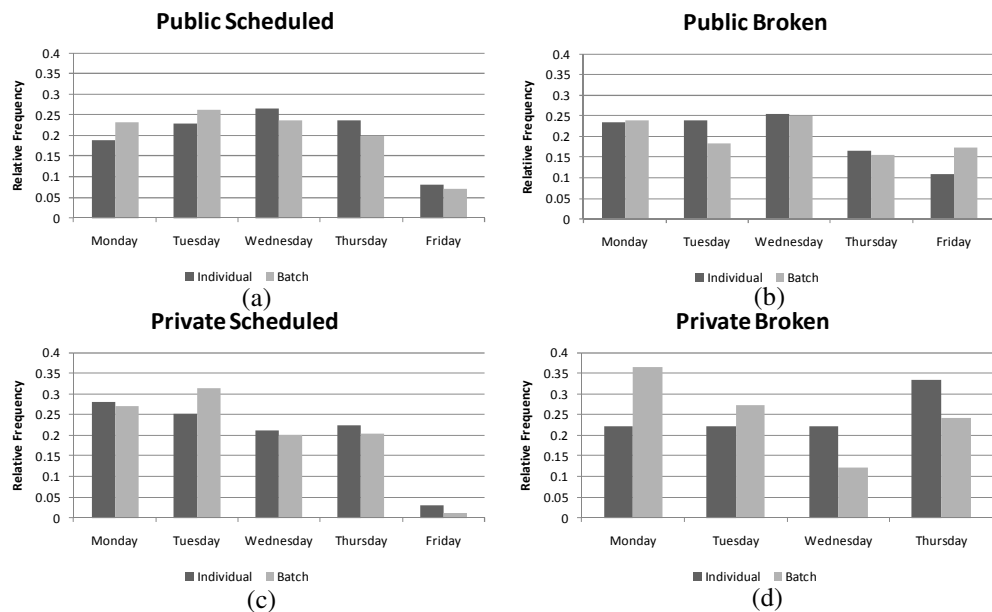 Public Scheduled
Relative Frequency
0.4
0.35
0.3
0.25
0.2
0.15
0.1
0.05
0
Monday Tuesday Wednesday Thursday Friday
Individual Batch
(a)
Public Broken
Relative Frequency
0.4
0.35
0.3
0.25
0.2
0.15
0.1
0.05
0
Monday Tuesday Wednesday Thursday Friday
Individual Batch
(b)
Private Scheduled
Relative Frequency
0.4
0.35
0.3
0.25
0.2
0.15
0.1
0.05
0
Monday Tuesday Wednesday Thursday Friday
Individual Batch
(c)
Private Broken
Relative Frequency
0.4
0.35
0.3
0.25
0.2
0.15
0.1
0.05
0
Monday Tuesday Wednesday Thursday
Individual Batch
(d)